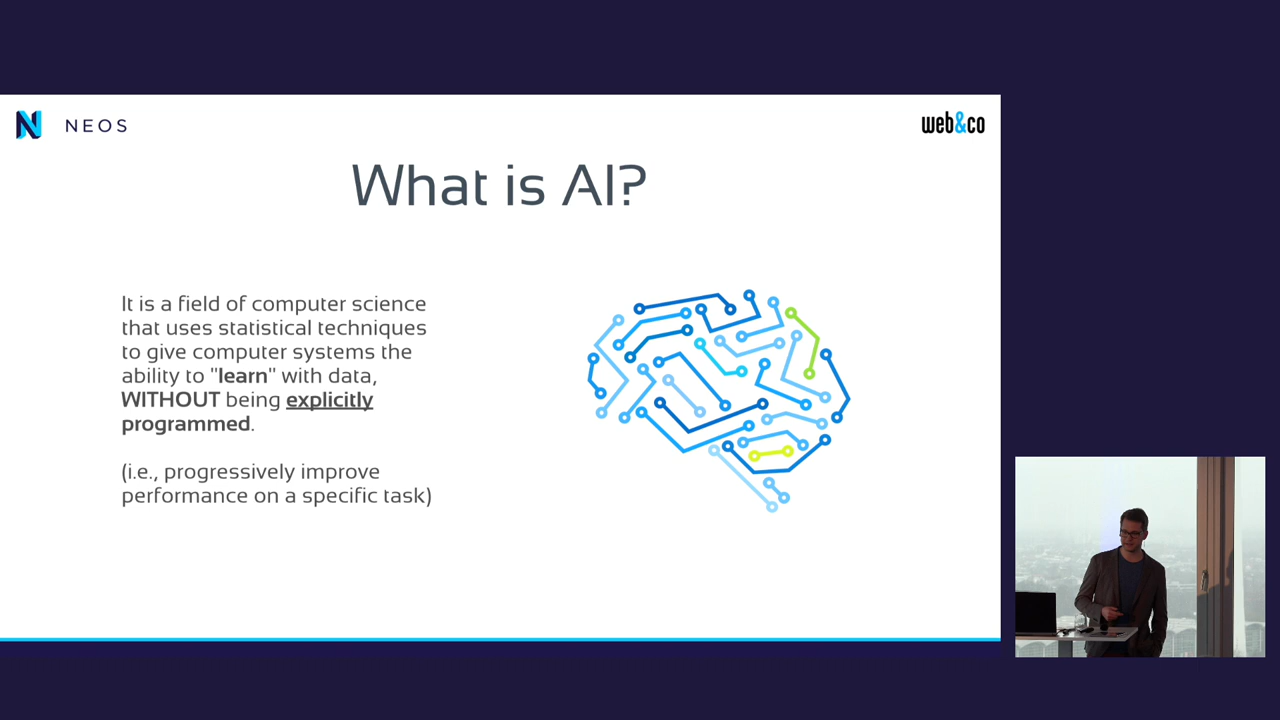 NEOS
web&co
What is AI?
It is a field of computer science
that uses statistical techniques
to give computer systems the
ability to "learn" with data,
WITHOUT being explicitly
programmed.
(i.e., progressively improve
performance on a specific task)